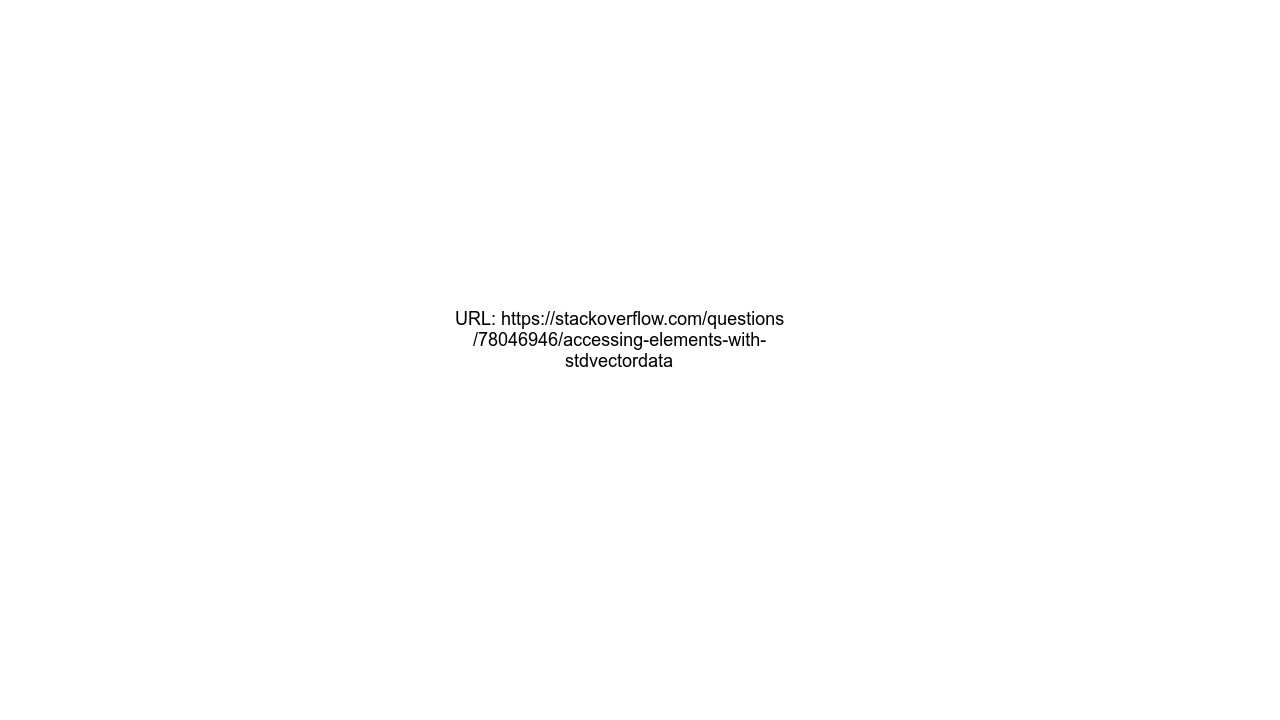 URL: https://stackoverflow.com/questions
/78046946/accessing-elements-with-
stdvectordata